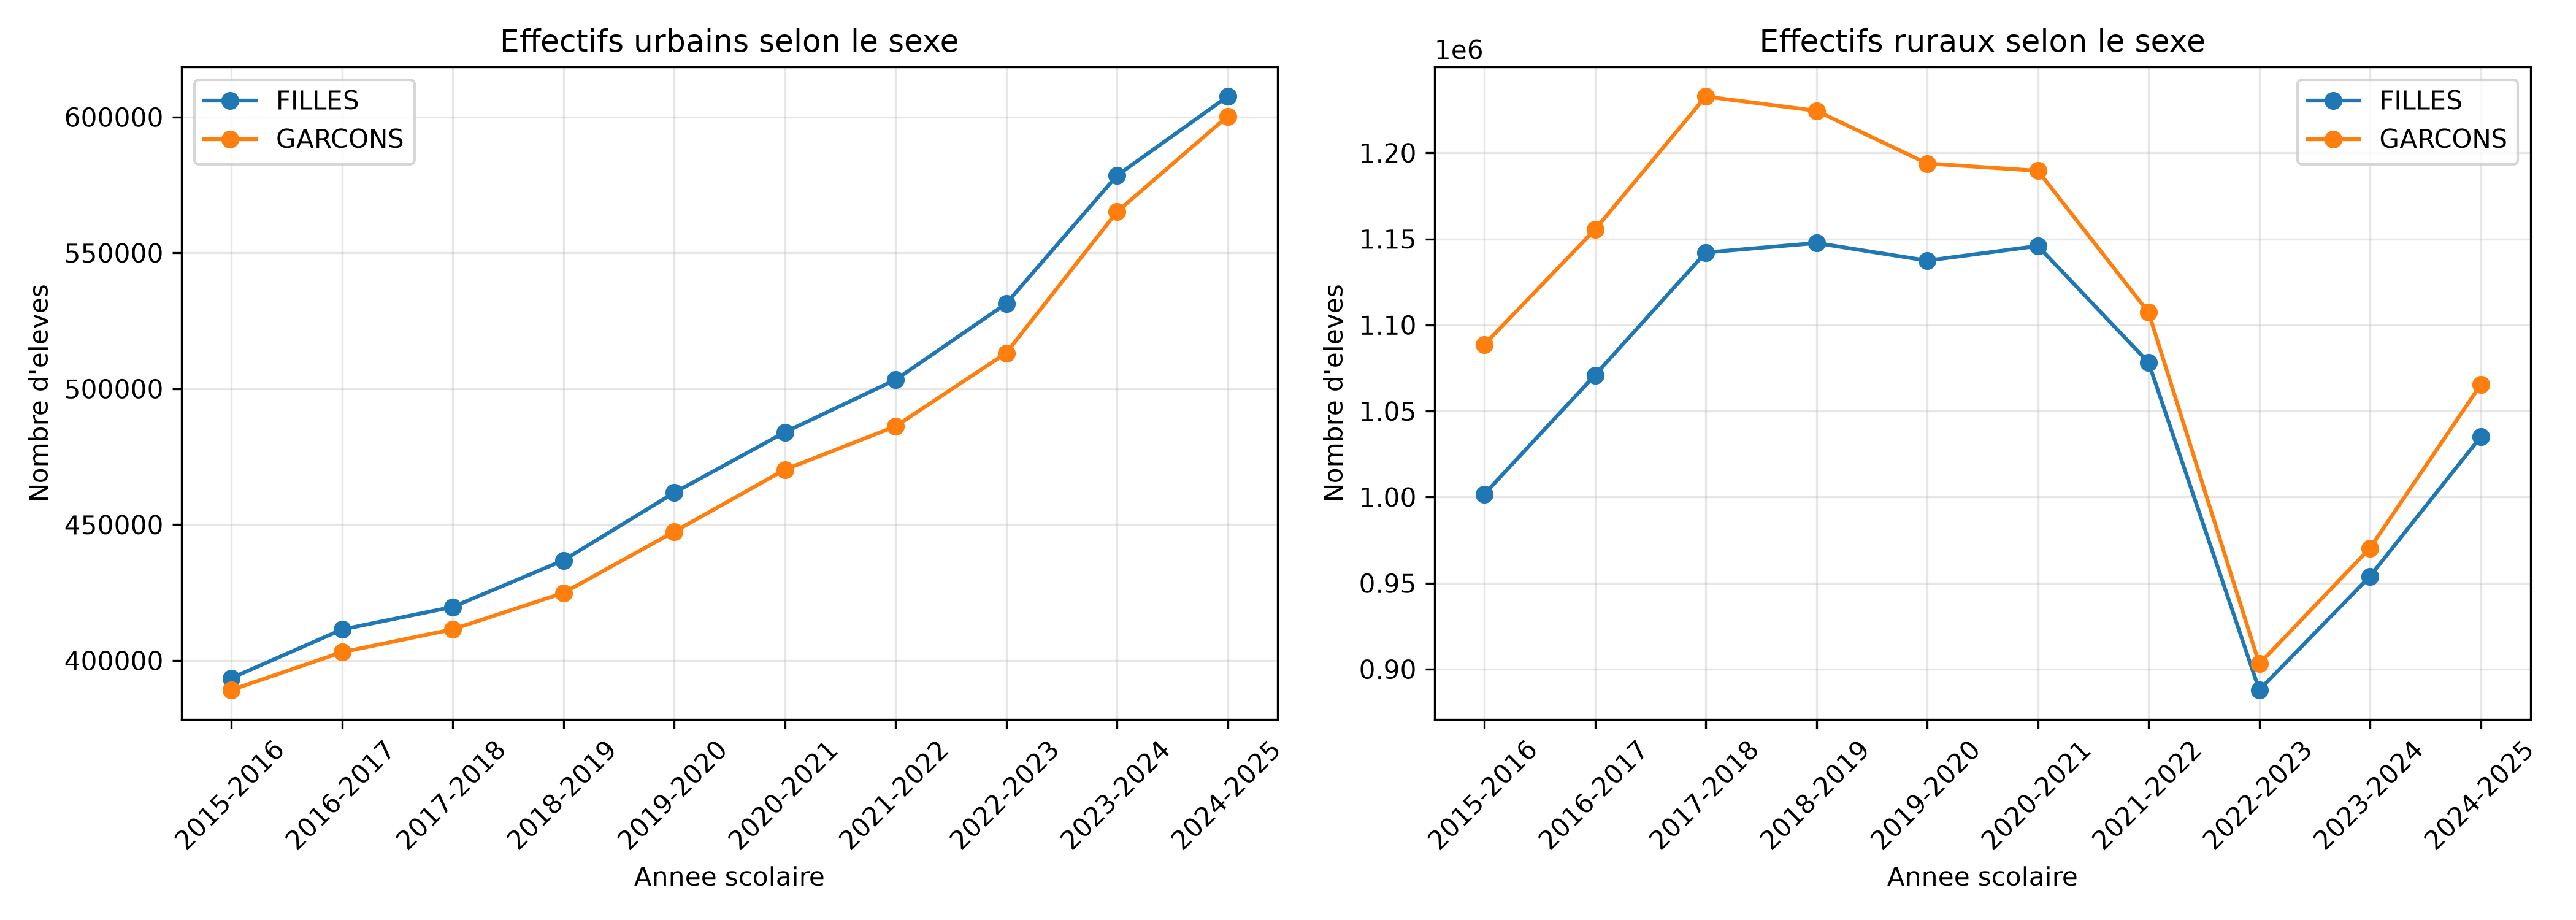 Effectifs urbains selon le sexe
FILLES
GARCONS
Nombre d'eleves
600000
550000
500000
450000
400000
2015-2016
2016-2017
2017-2018
2018-2019
2019-2020
2020-2021
2021-2022
2022-2023
2023-2024
2024-2025
Annee scolaire
Effectifs ruraux selon le sexe
1e6
FILLES
GARCONS
Nombre d'eleves
1.20
1.15
1.10
1.05
1.00
0.95
0.90
2015-2016
2016-2017
2017-2018
2018-2019
2019-2020
2020-2021
2021-2022
2022-2023
2023-2024
2024-2025
Annee scolaire